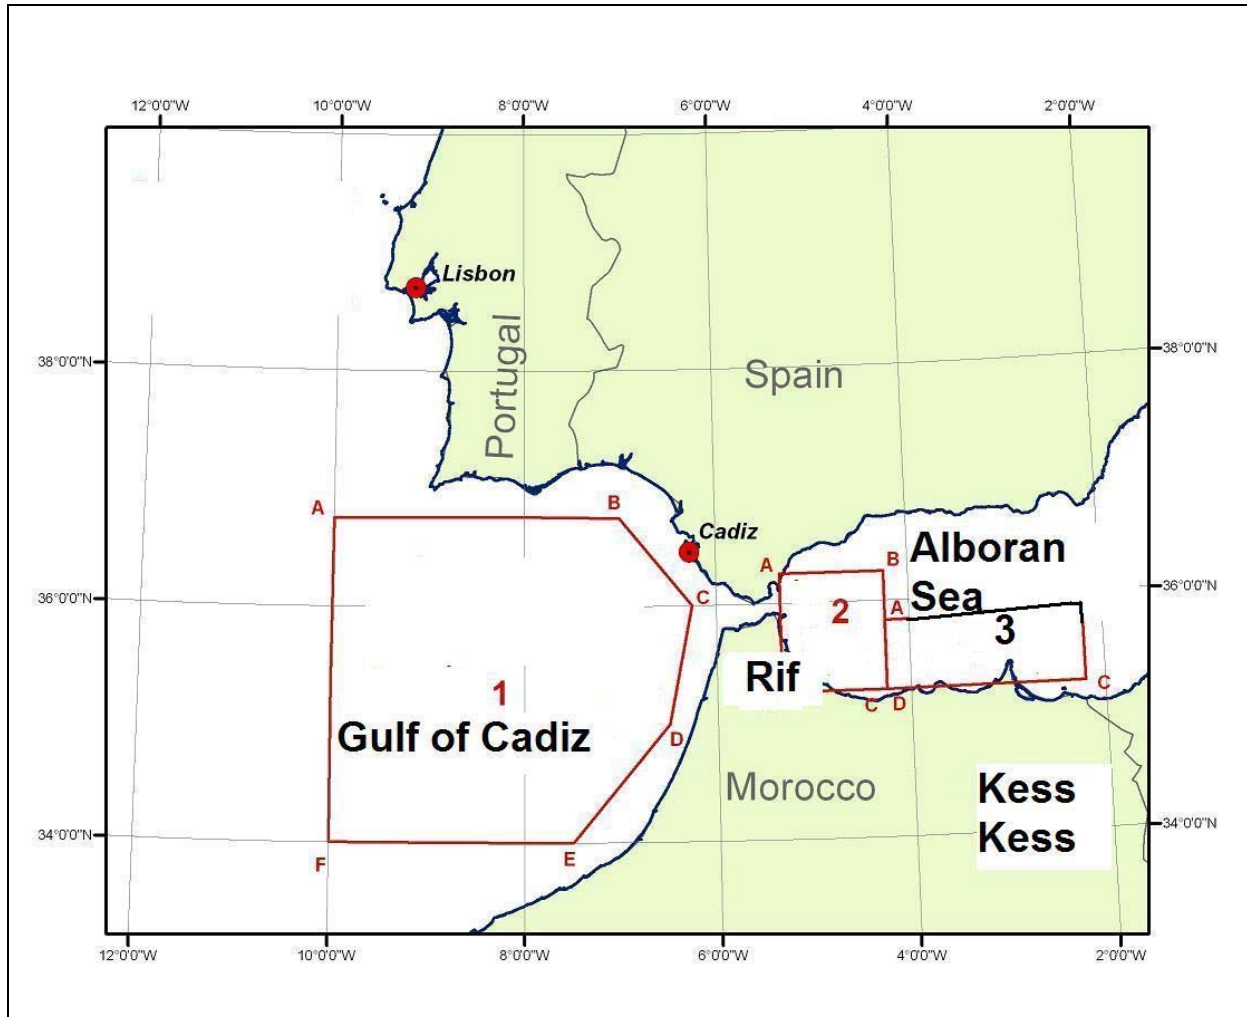 12°0'0"W
10°0'0"W
8°0'0"W
6°0'0"W
4°0'0"W
2°0'0"W
Lisbon
38°0'0"N
38°0'0"N
Portugal
Spain
A
B
Cadiz
Alboran
Sea
A
B
36°0'0"N
36°0'0"N
C
2
A
3
Rif
1
C
D
C
Gulf of Cadiz
D
Morocco
Kess
Kess
34°0'0"N
34°0'0"N
F
E
12°0'0"W
10°0'0"W
8°0'0"W
6°0'0"W
4°0'0"W
2°0'0"W